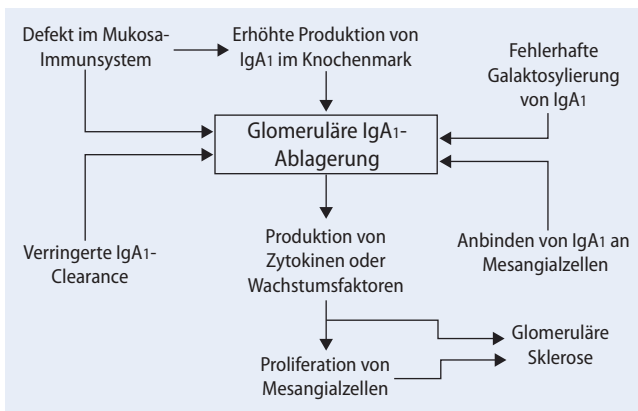 Defekt im Mukosa-
Immunsystem
Erhöhte Produktion von
IgA1 im Knochenmark
Fehlerhafte
Galaktosylierung
von IgA1
Glomeruläre IgA1-
Ablagerung
Verringerte IgA1-
Clearance
Produktion von
Zytokinen oder
Wachstumsfaktoren
Anbinden von IgA1 an
Mesangialzellen
Glomeruläre
Sklerose
Proliferation von
Mesangialzellen